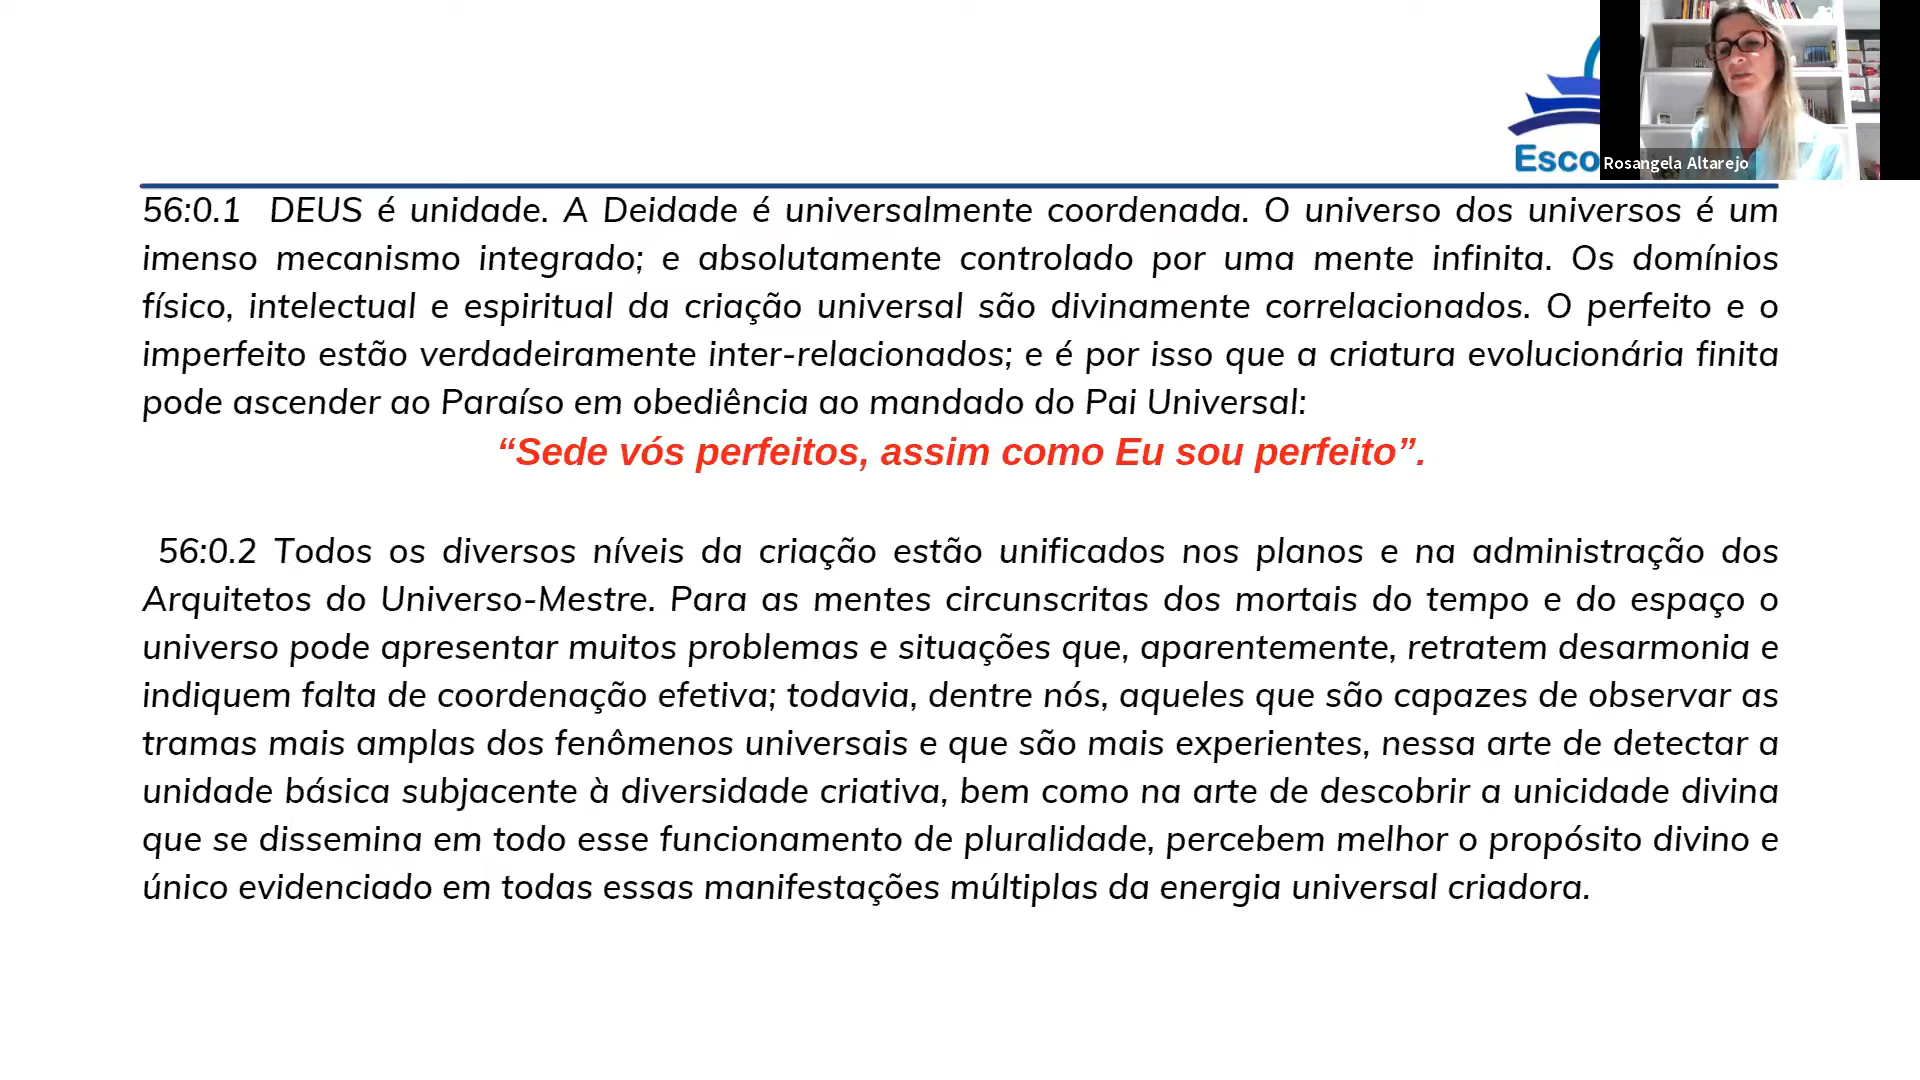 Esco
Rosangela Altarejo
56:0.1 DEUS é unidade. A Deidade é universalmente coordenada. O universo dos universos é um
imenso mecanismo integrado; e absolutamente controlado por uma mente infinita. Os domínios
físico, intelectual e espiritual da criação universal são divinamente correlacionados. O perfeito e o
imperfeito estão verdadeiramente inter-relacionados; e é por isso que a criatura evolucionária finita
pode ascender ao Paraíso em obediência ao mandado do Pai Universal:
“Sede vós perfeitos, assim como Eu sou perfeito”.
56:0.2 Todos os diversos níveis da criação estão unificados nos planos e na administração dos
Arquitetos do Universo-Mestre. Para as mentes circunscritas dos mortais do tempo e do espaço o
universo pode apresentar muitos problemas e situações que, aparentemente, retratem desarmonia e
indiquem falta de coordenação efetiva; todavia, dentre nós, aqueles que são capazes de observar as
tramas mais amplas dos fenômenos universais e que são mais experientes, nessa arte de detectar a
unidade básica subjacente à diversidade criativa, bem como na arte de descobrir a unicidade divina
que se dissemina em todo esse funcionamento de pluralidade, percebem melhor o propósito divino e
único evidenciado em todas essas manifestações múltiplas da energia universal criadora.